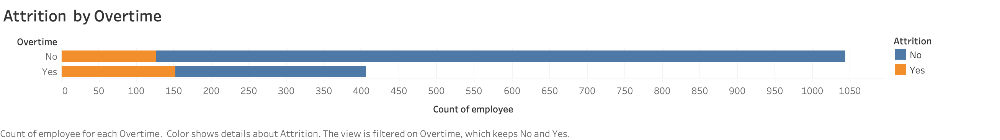 Attrition  by Overtime
Overtime
Attrition
No
No
Yes
Yes
0 50 100 150 200 250 300 350 400 450 500 550 600 650 700 750 800 850 900 950 1000 1050
Count of employee
Count of employee for each Overtime.  Color shows details about Attrition. The view is filtered on Overtime, which keeps No and Yes.